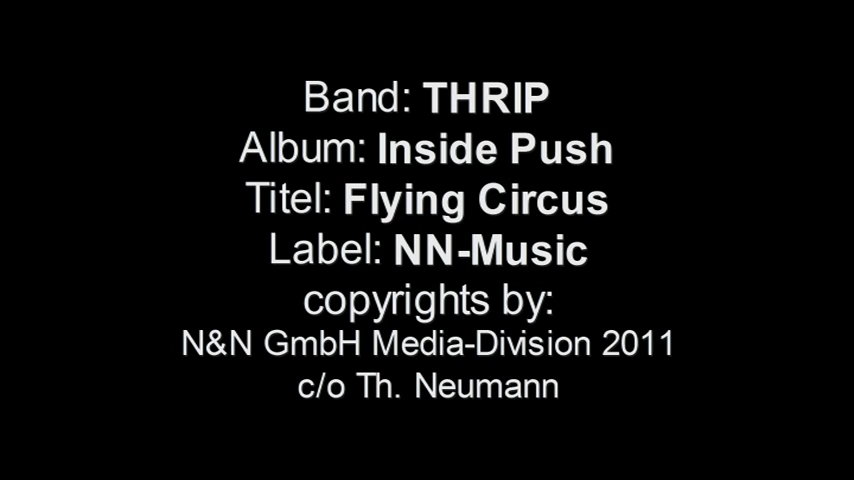 Band: THRIP
Album: Inside Push
Titel: Flying Circus
Label: NN-Music
copyrights by:
N&N GmbH Media-Division 2011
c/o Th. Neumann